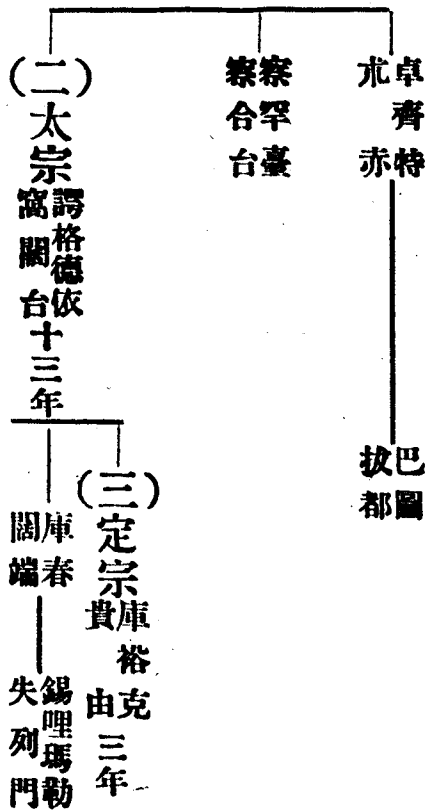 卓齊特
朮赤
巴圖
拔都
察罕臺
察合台
(二)太宗
諤格德依
窩闊台
十三年
(三)定宗
庫裕克
貴由
三年
庫春
闊端
錫哩瑪勒
失列門